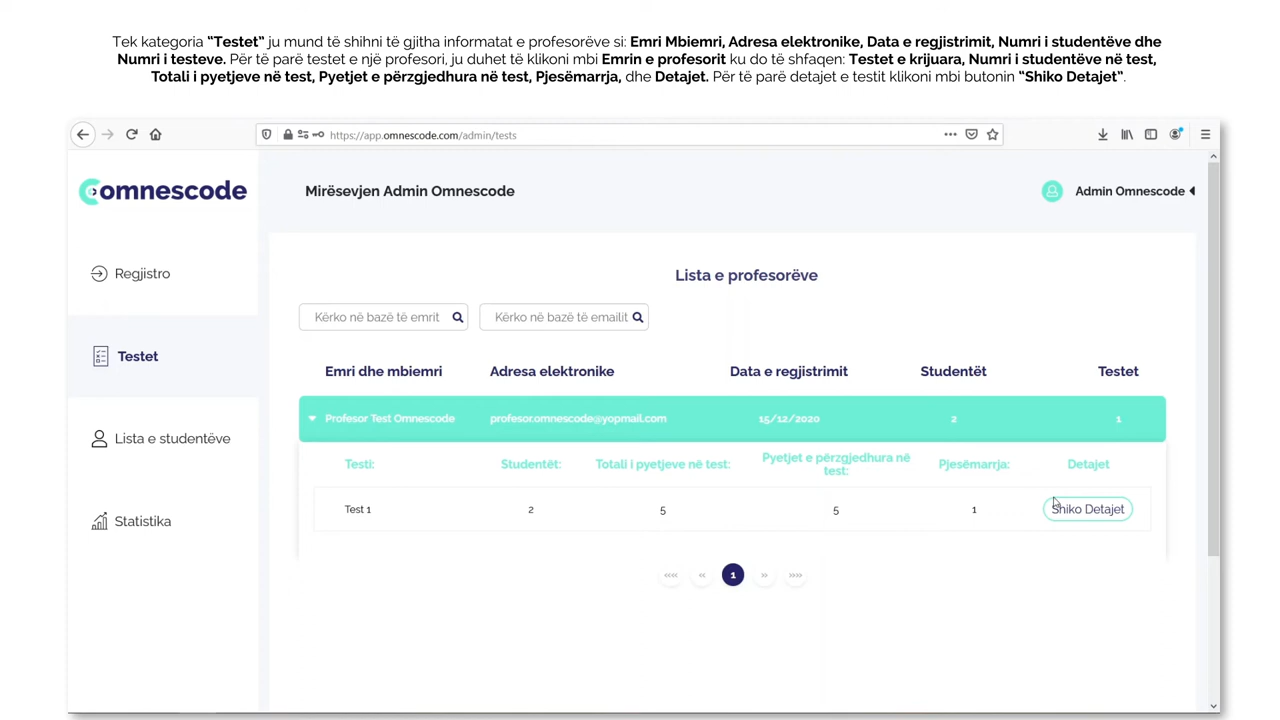 Tek kategoria "Testet" ju mund të shihni të gjitha informatat e profesorëve si: Emri Mbiemri, Adresa elektronike, Data e regjistrimit, Numri i studentëve dhe
Numri i testeve. Për të parë testet e një profesori, ju duhet të klikoni mbi Emrin e profesorit ku do të shfaqen: Testet e krijuara, Numri i studentëve në test,
Totali i pyetjeve në test, Pyetjet e përzgjedhura në test, Pjesëmarrja, dhe Detajet. Për të parë detajet e testit klikoni mbi butonin "Shiko Detajet".
https://app.omnescode.com/admin/tests
omnescode
Mirësevjen Admin Omnescode
Admin Omnescode
Regjistro
Testet
Lista e studentëve
Statistika
Lista e profesorëve
Kërko në bazë të emrit
Kërko në bazë të emailit
Emri dhe mbiemri Adresa elektronike Data e regjistrimit Studentët Testet
Profesor Test Omnescode profesor.omnescode@yopmail.com 15/12/2020 2 1
Testi: Studentët: Totali i pyetjeve në test: Pyetjet e përzgjedhura në test: Pjesëmarrja: Detajet
Test 1 2 5 5 1 Shiko Detajet
«« « 1 » »»